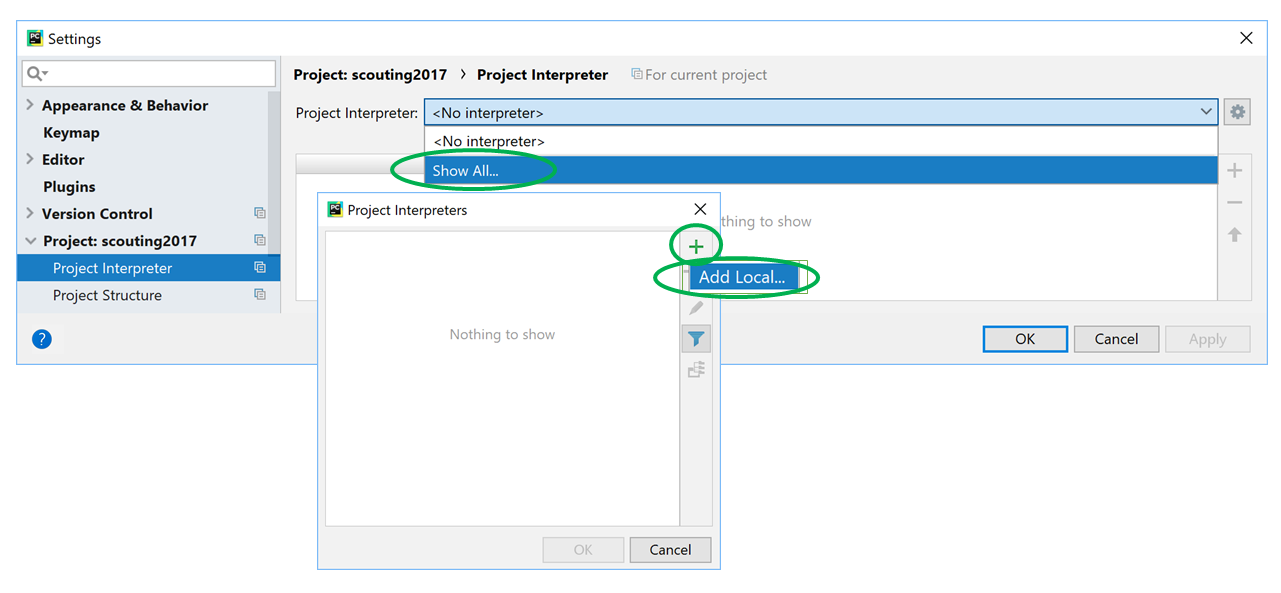 Settings
Project: scouting2017 > Project Interpreter For current project
Appearance & Behavior
Keymap
Editor
Plugins
Version Control
Project: scouting2017
Project Interpreter
Project Structure
?
Project Interpreter: <No interpreter>
<No interpreter>
Show All...
thing to show
OK Cancel Apply
PC Project Interpreters
Nothing to show
Add Local...
OK Cancel